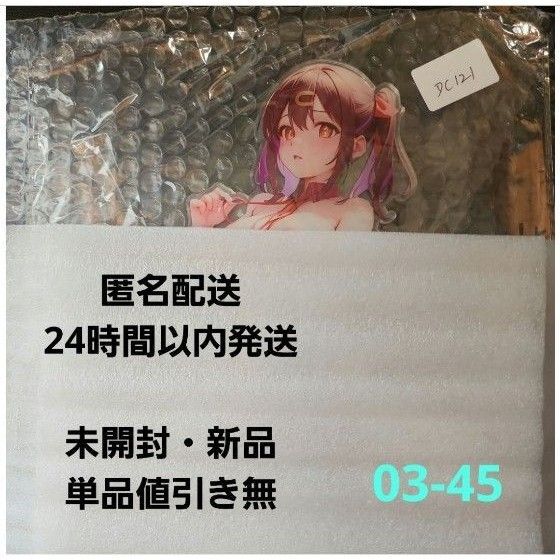 DC121
匿名配送
24時間以内発送
未開封・新品
単品値引き無
03-45